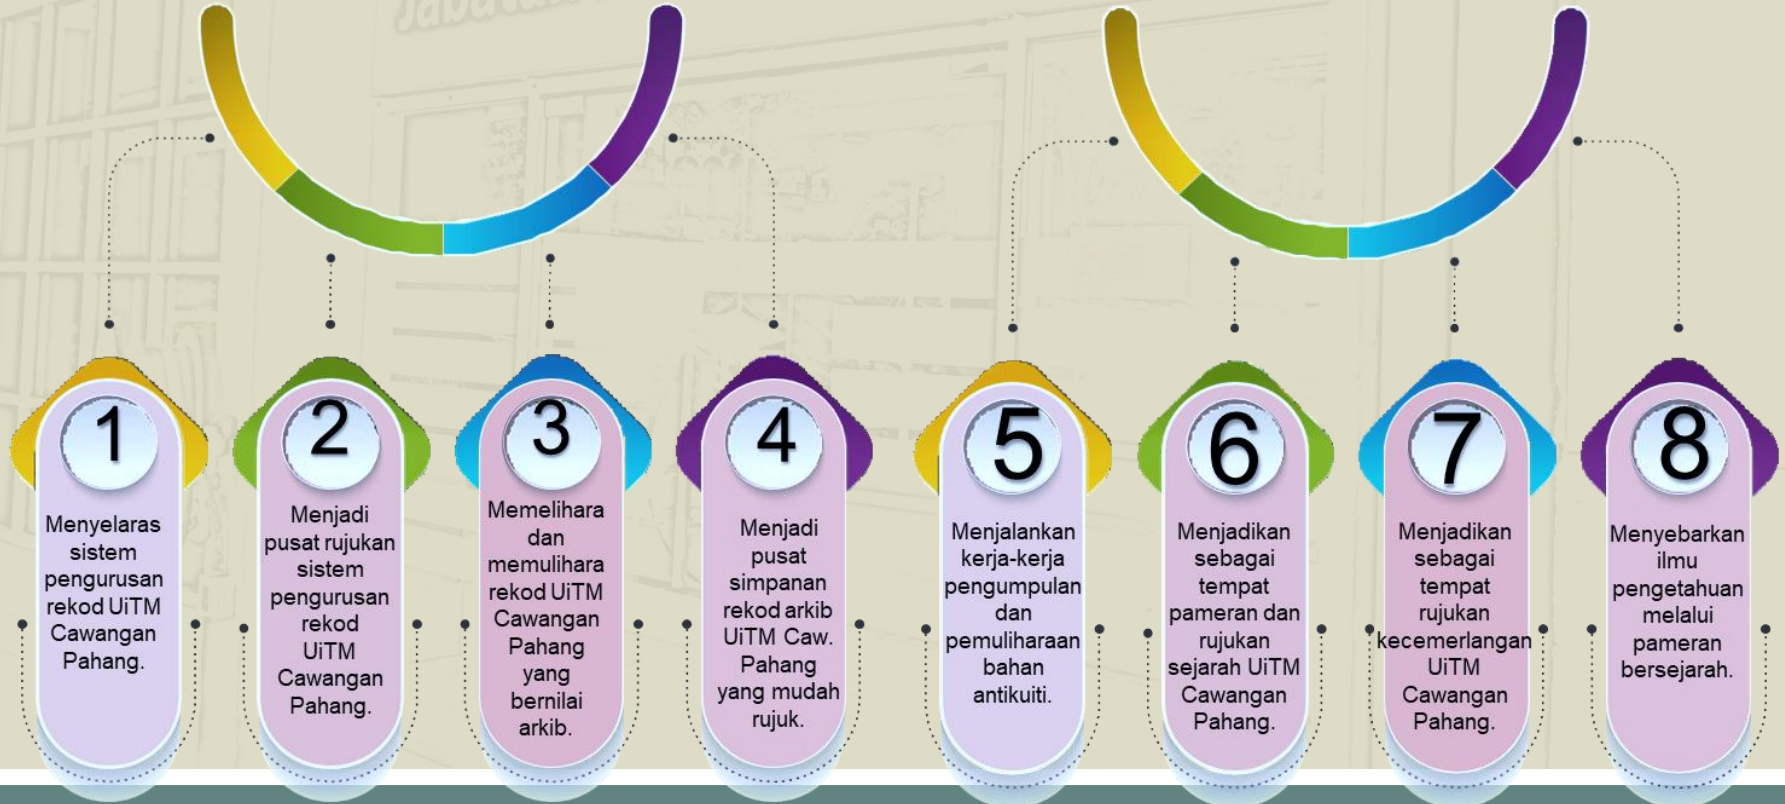 1
Menyelaras
sistem
pengurusan
rekod UiTM
Cawangan
Pahang.
2
Menjadi
pusat rujukan
sistem
pengurusan
rekod
UiTM
Cawangan
Pahang.
3
Memelihara
dan
memulihara
rekod UiTM
Cawangan
Pahang
yang
bernilai
arkib.
4
Menjadi
pusat
simpanan
rekod arkib
UiTM Caw.
Pahang
yang mudah
rujuk.
5
Menjalankan
kerja-kerja
pengumpulan
dan
pemuliharaan
bahan
antikuiti.
6
Menjadikan
sebagai
tempat
pameran dan
rujukan
sejarah UiTM
Cawangan
Pahang.
7
Menjadikan
sebagai
tempat
rujukan
kecemerlangan
UiTM
Cawangan
Pahang.
8
Menyebarkan
ilmu
pengetahuan
melalui
pameran
bersejarah.